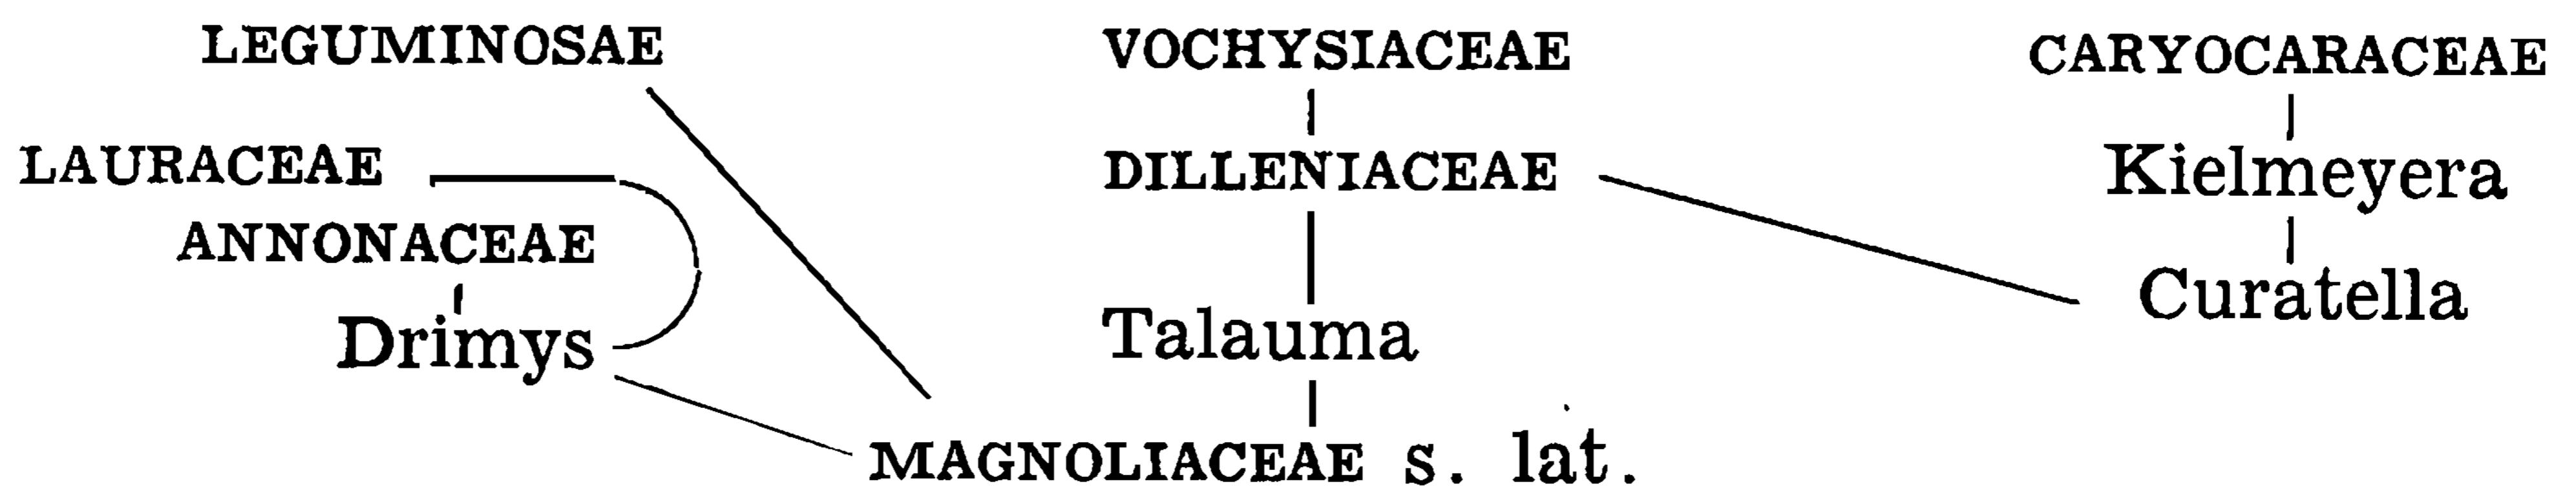 LEGUMINOSAE
VOCHYSIACEAE
CARYOCARACEAE
LAURACEAE
DILLENIACEAE
Kielmeyera
ANNONACEAE
Curatella
Drimys
Talauma
MAGNOLIACEAE s. lat.